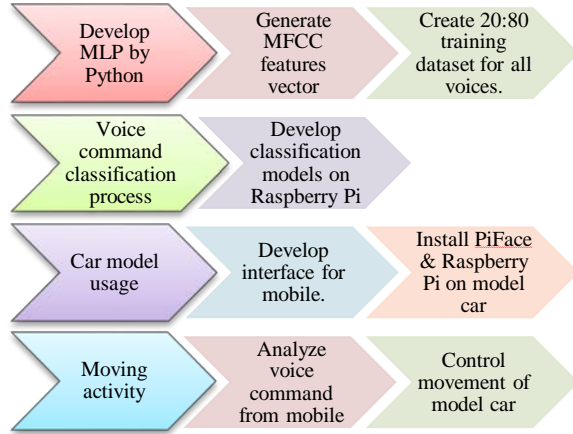 Develop
MLP by
Python
Generate
MFCC
features
vector
Create 20:80
training
dataset for all
voices.
Voice
command
classification
process
Develop
classification
models on
Raspberry Pi
Car model
usage
Develop
interface for
mobile.
Install PiFace
& Raspberry
Pi on model
car
Moving
activity
Analyze
voice
command
from mobile
Control
movement of
model car